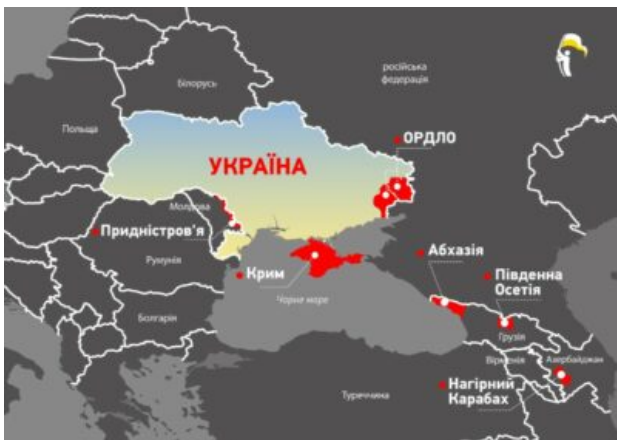 Білорусь
російська
федерація
Польща
ОРДЛО
УКРАЇНА
Молдова
Придністров'я
Румунія
Крим
Чорне море
Абхазія
Південна
Осетія
Болгарія
Грузія
Вірменія
Азербайджан
Нагірний
Карабах
Туреччина